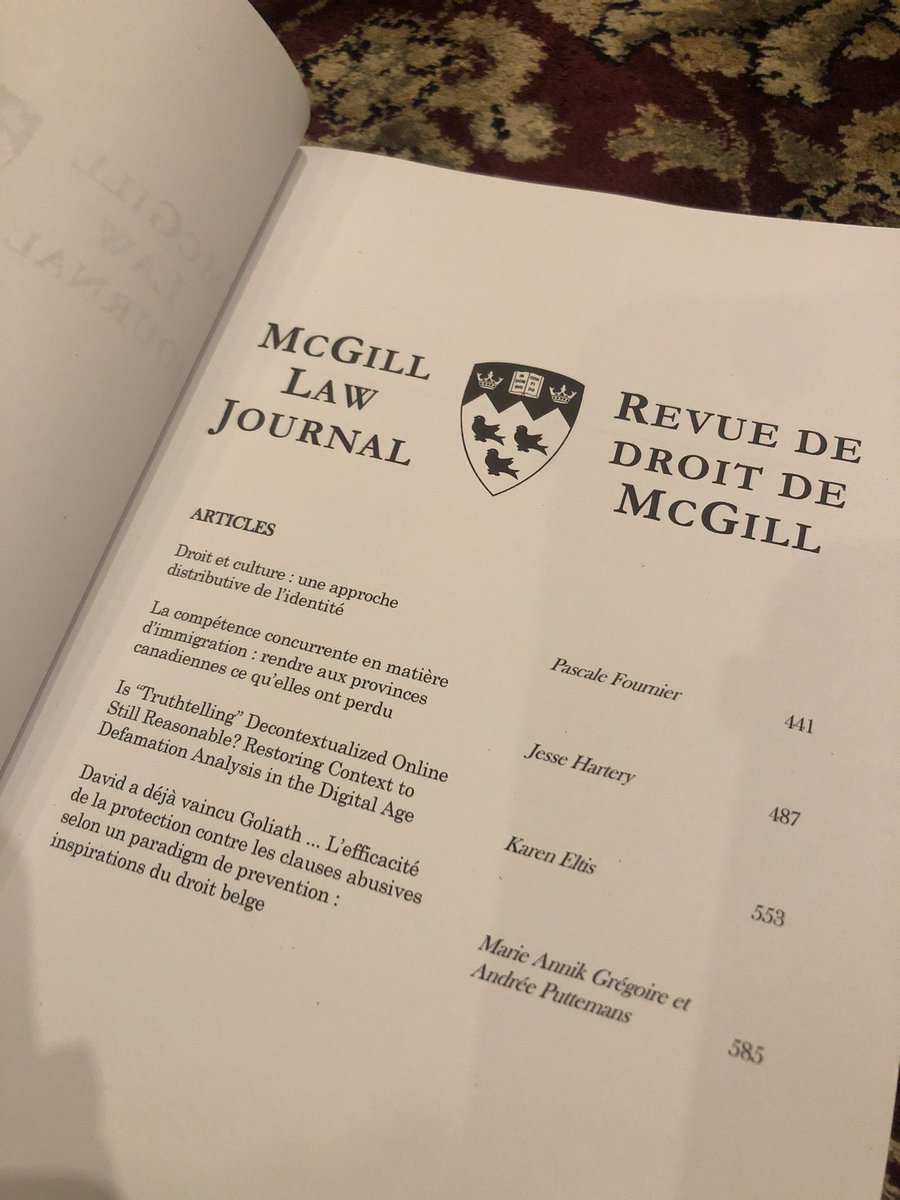 McGill
Law
Journal
Revue de
droit de
McGill
ARTICLES
Droit et culture : une approche
distributive de l'identité
Pascale Fournier
441
La compétence concurrente en matière
d'immigration : rendre aux provinces
canadiennes ce qu'elles ont perdu
Jesse Hartery
487
Is "Truthtelling" Decontextualized Online
Still Reasonable? Restoring Context to
Defamation Analysis in the Digital Age
Karen Eltis
553
David a déjà vaincu Goliath ... L'efficacité
de la protection contre les clauses abusives
selon un paradigm de prevention :
inspirations du droit belge
Marie Annik Grégoire et
Andrée Puttemans
585